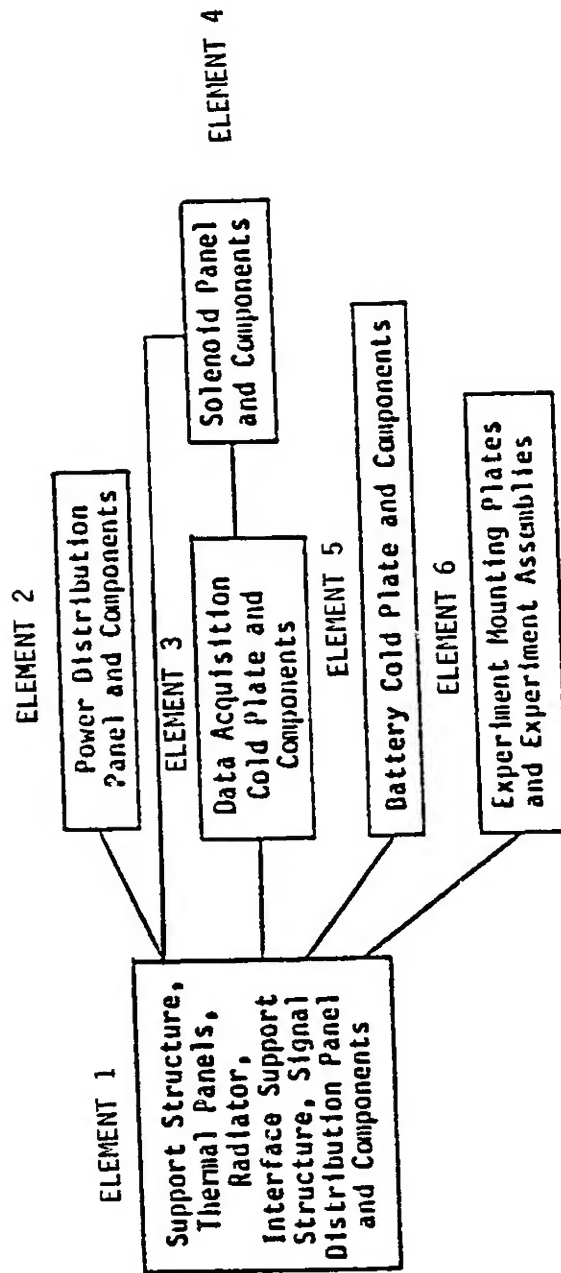 ELEMENT 1
Support Structure,
Thermal Panels,
Radiator,
Interface Support
Structure, Signal
Distribution Panel
and Components
ELEMENT 2
Power Distribution
Panel and Components
ELEMENT 3
Data Acquisition
Cold Plate and
Components
ELEMENT 4
Solenoid Panel
and Components
ELEMENT 5
Battery Cold Plate and Components
ELEMENT 6
Experiment Mounting Plates
and Experiment Assemblies